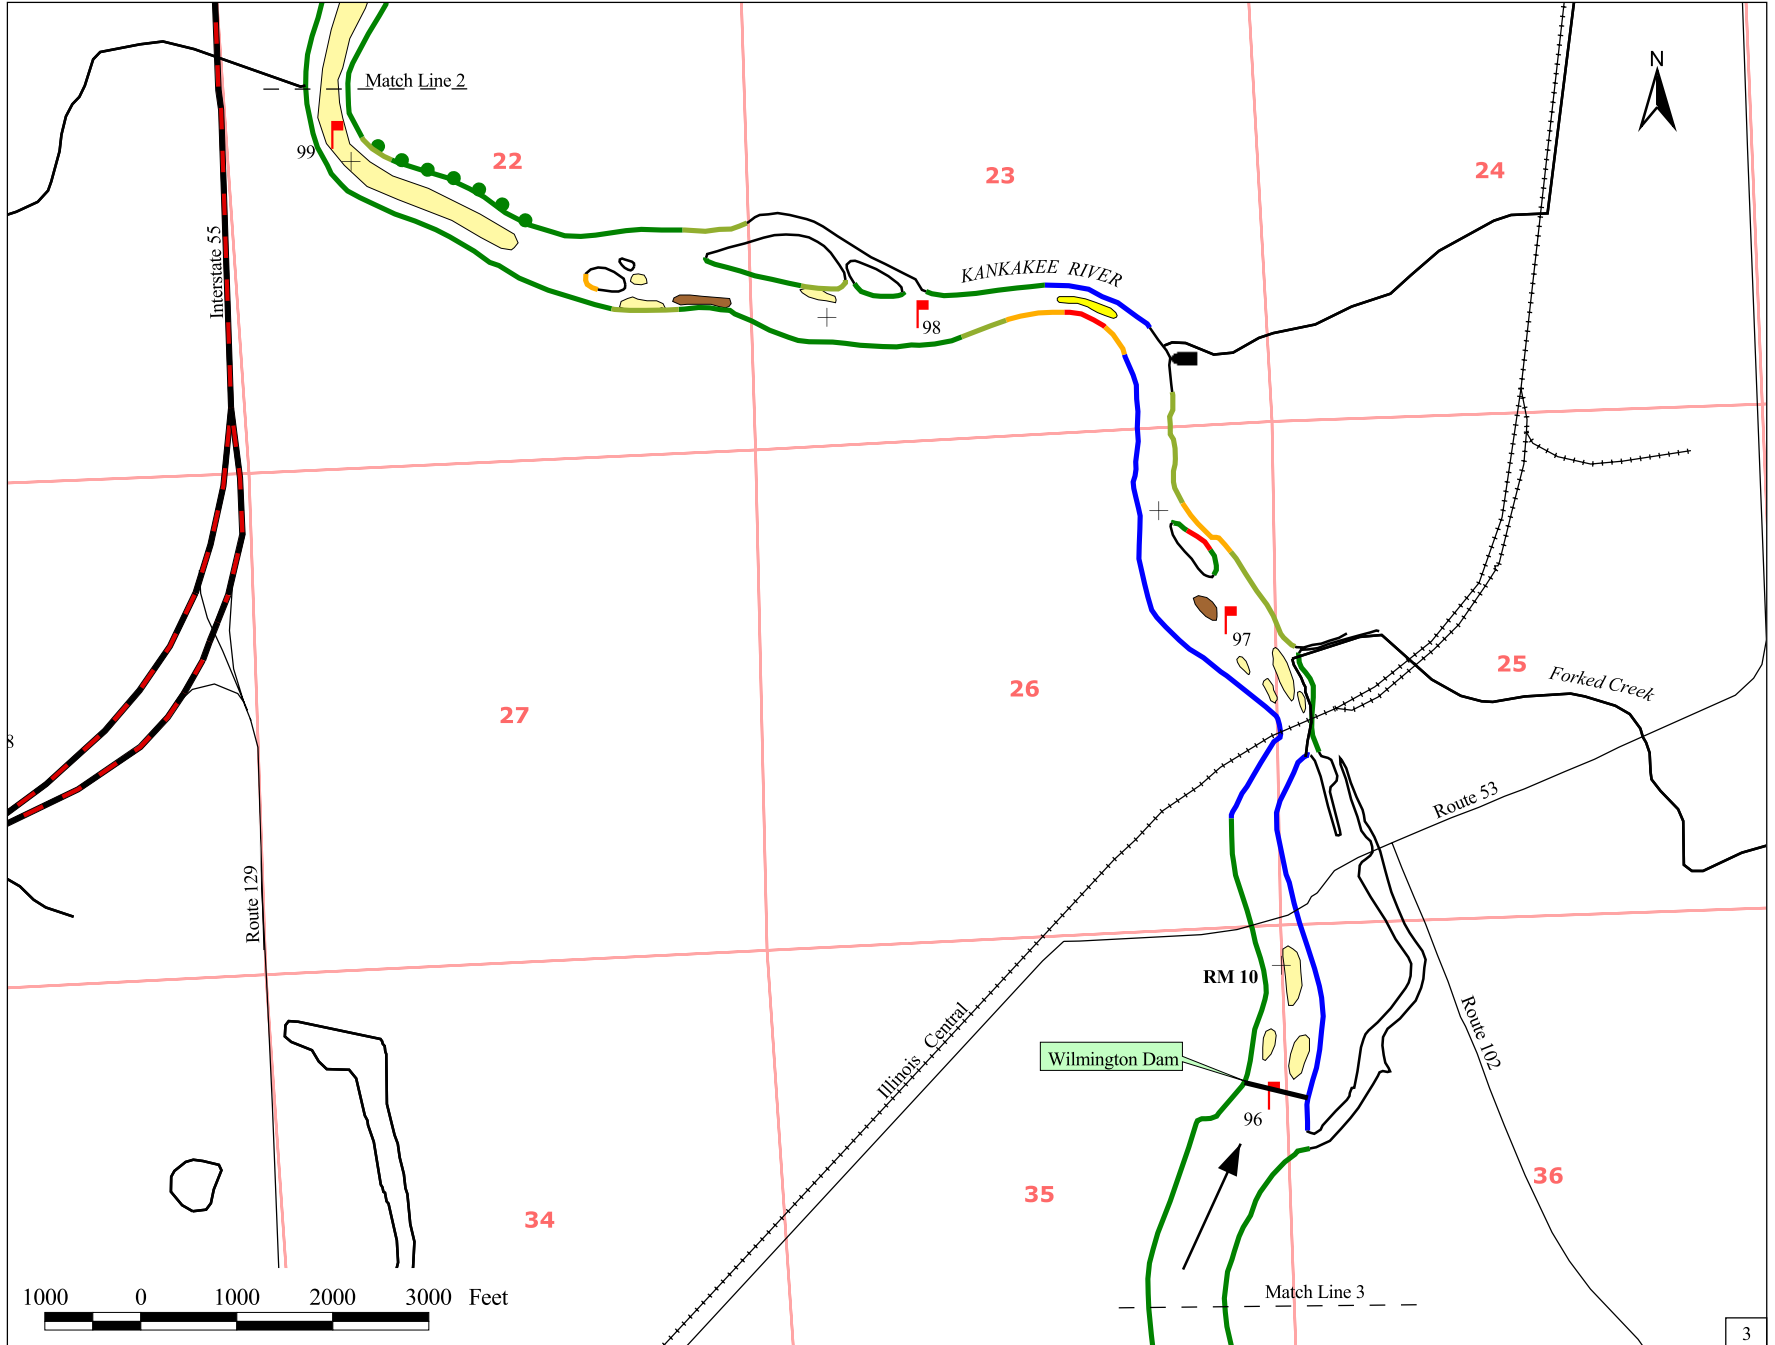 N
Match Line 2
99
22
23
24
Interstate 55
KANKAKEE RIVER
98
97
25
Forked Creek
26
27
8
Route 53
Route 129
RM 10
Illinois Central
Wilmington Dam
Route 102
96
35
36
34
Match Line 3
1000 0 1000 2000 3000 Feet
3